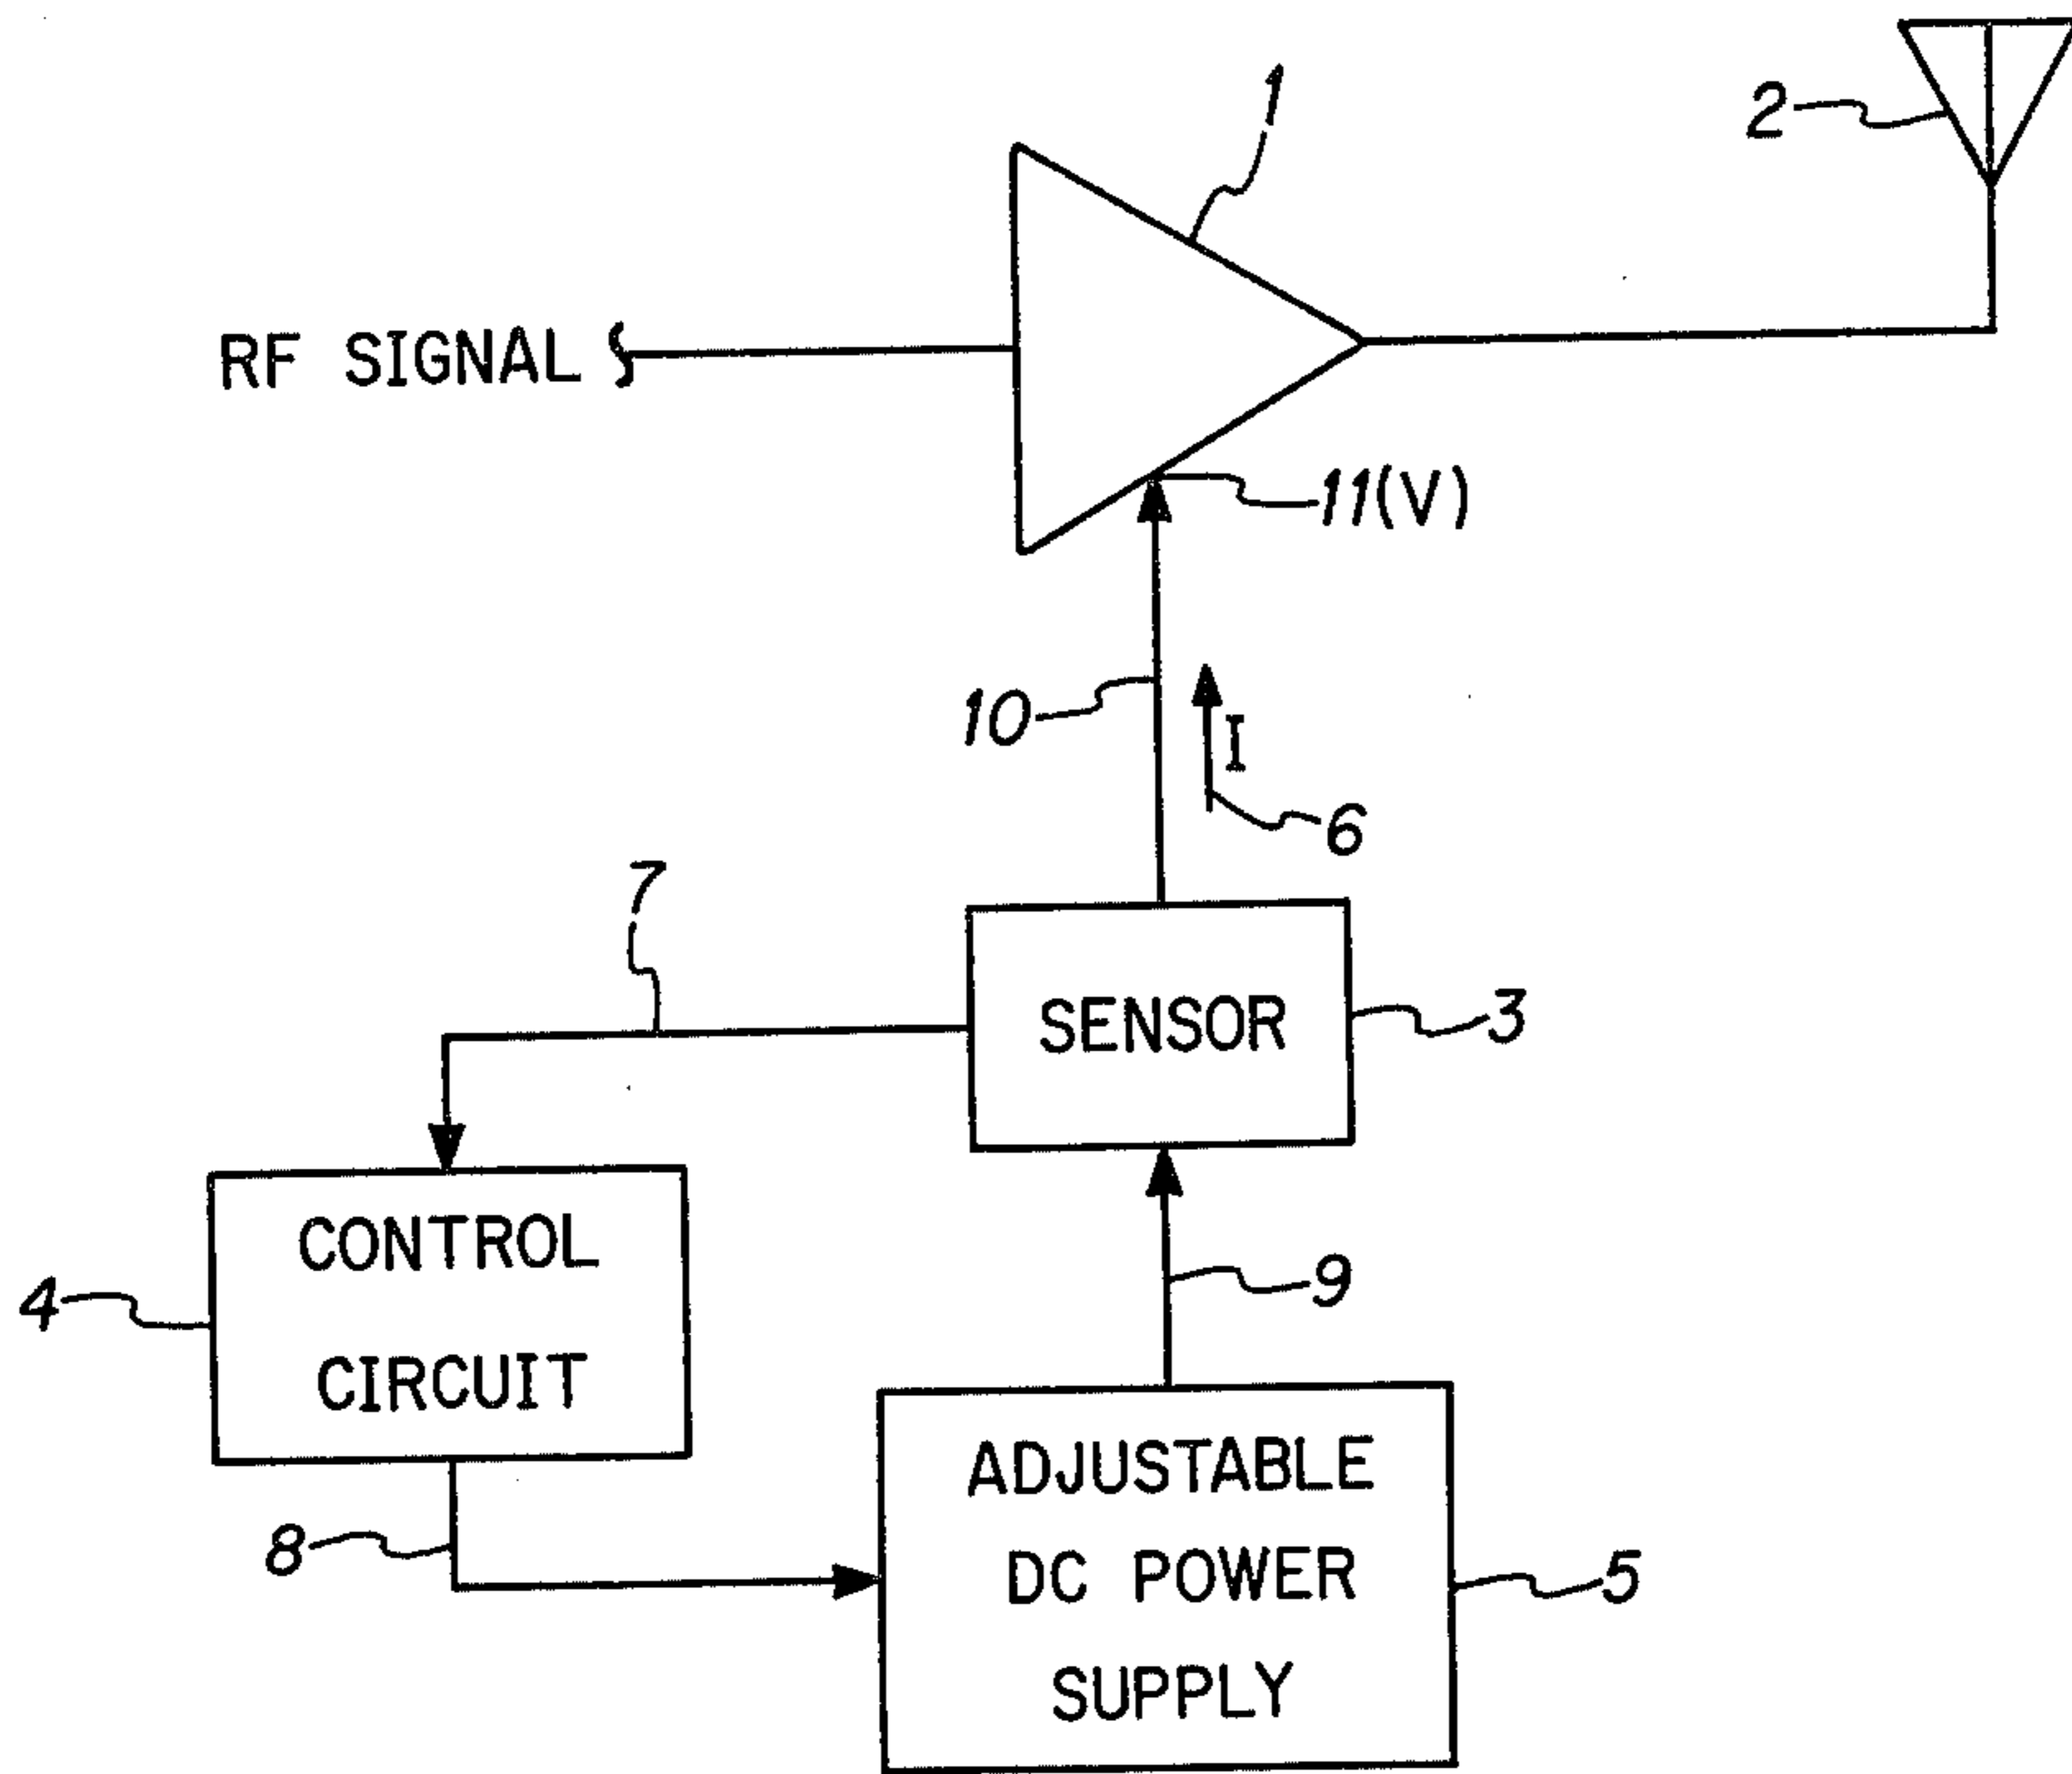 1
2
RF SIGNAL
11(V)
10
I
6
7
SENSOR
3
CONTROL
CIRCUIT
4
9
ADJUSTABLE
DC POWER
SUPPLY
8
5